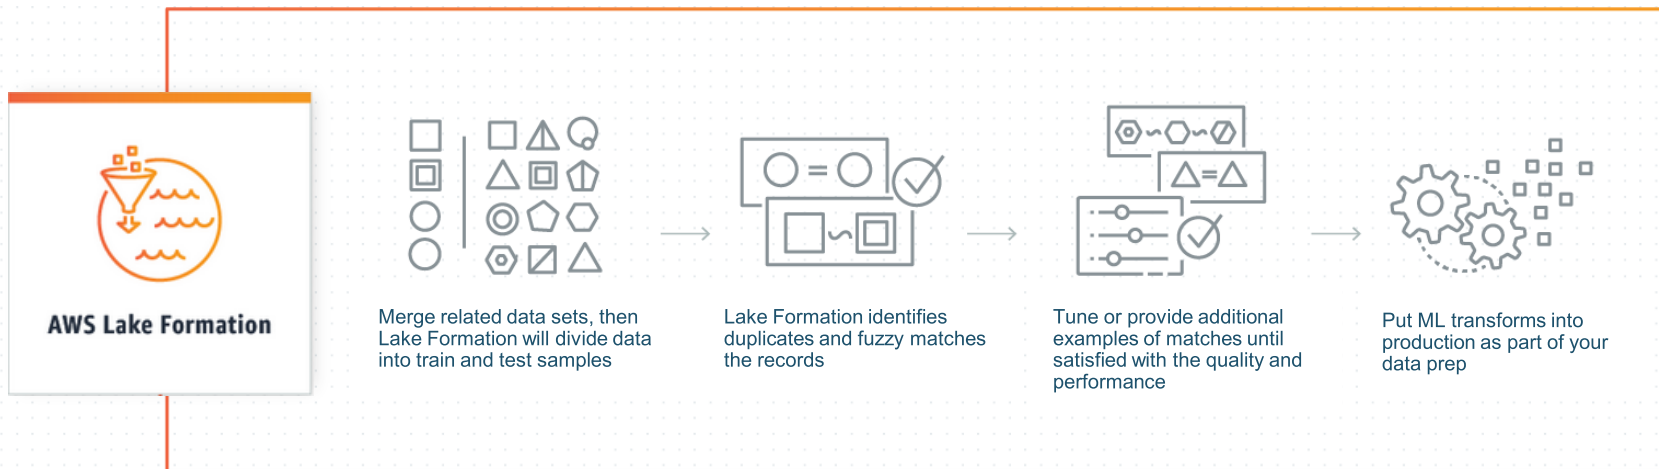 AWS Lake Formation
Merge related data sets, then
Lake Formation will divide data
into train and test samples
Lake Formation identifies
duplicates and fuzzy matches
the records
Tune or provide additional
examples of matches until
satisfied with the quality and
performance
Put ML transforms into
production as part of your
data prep